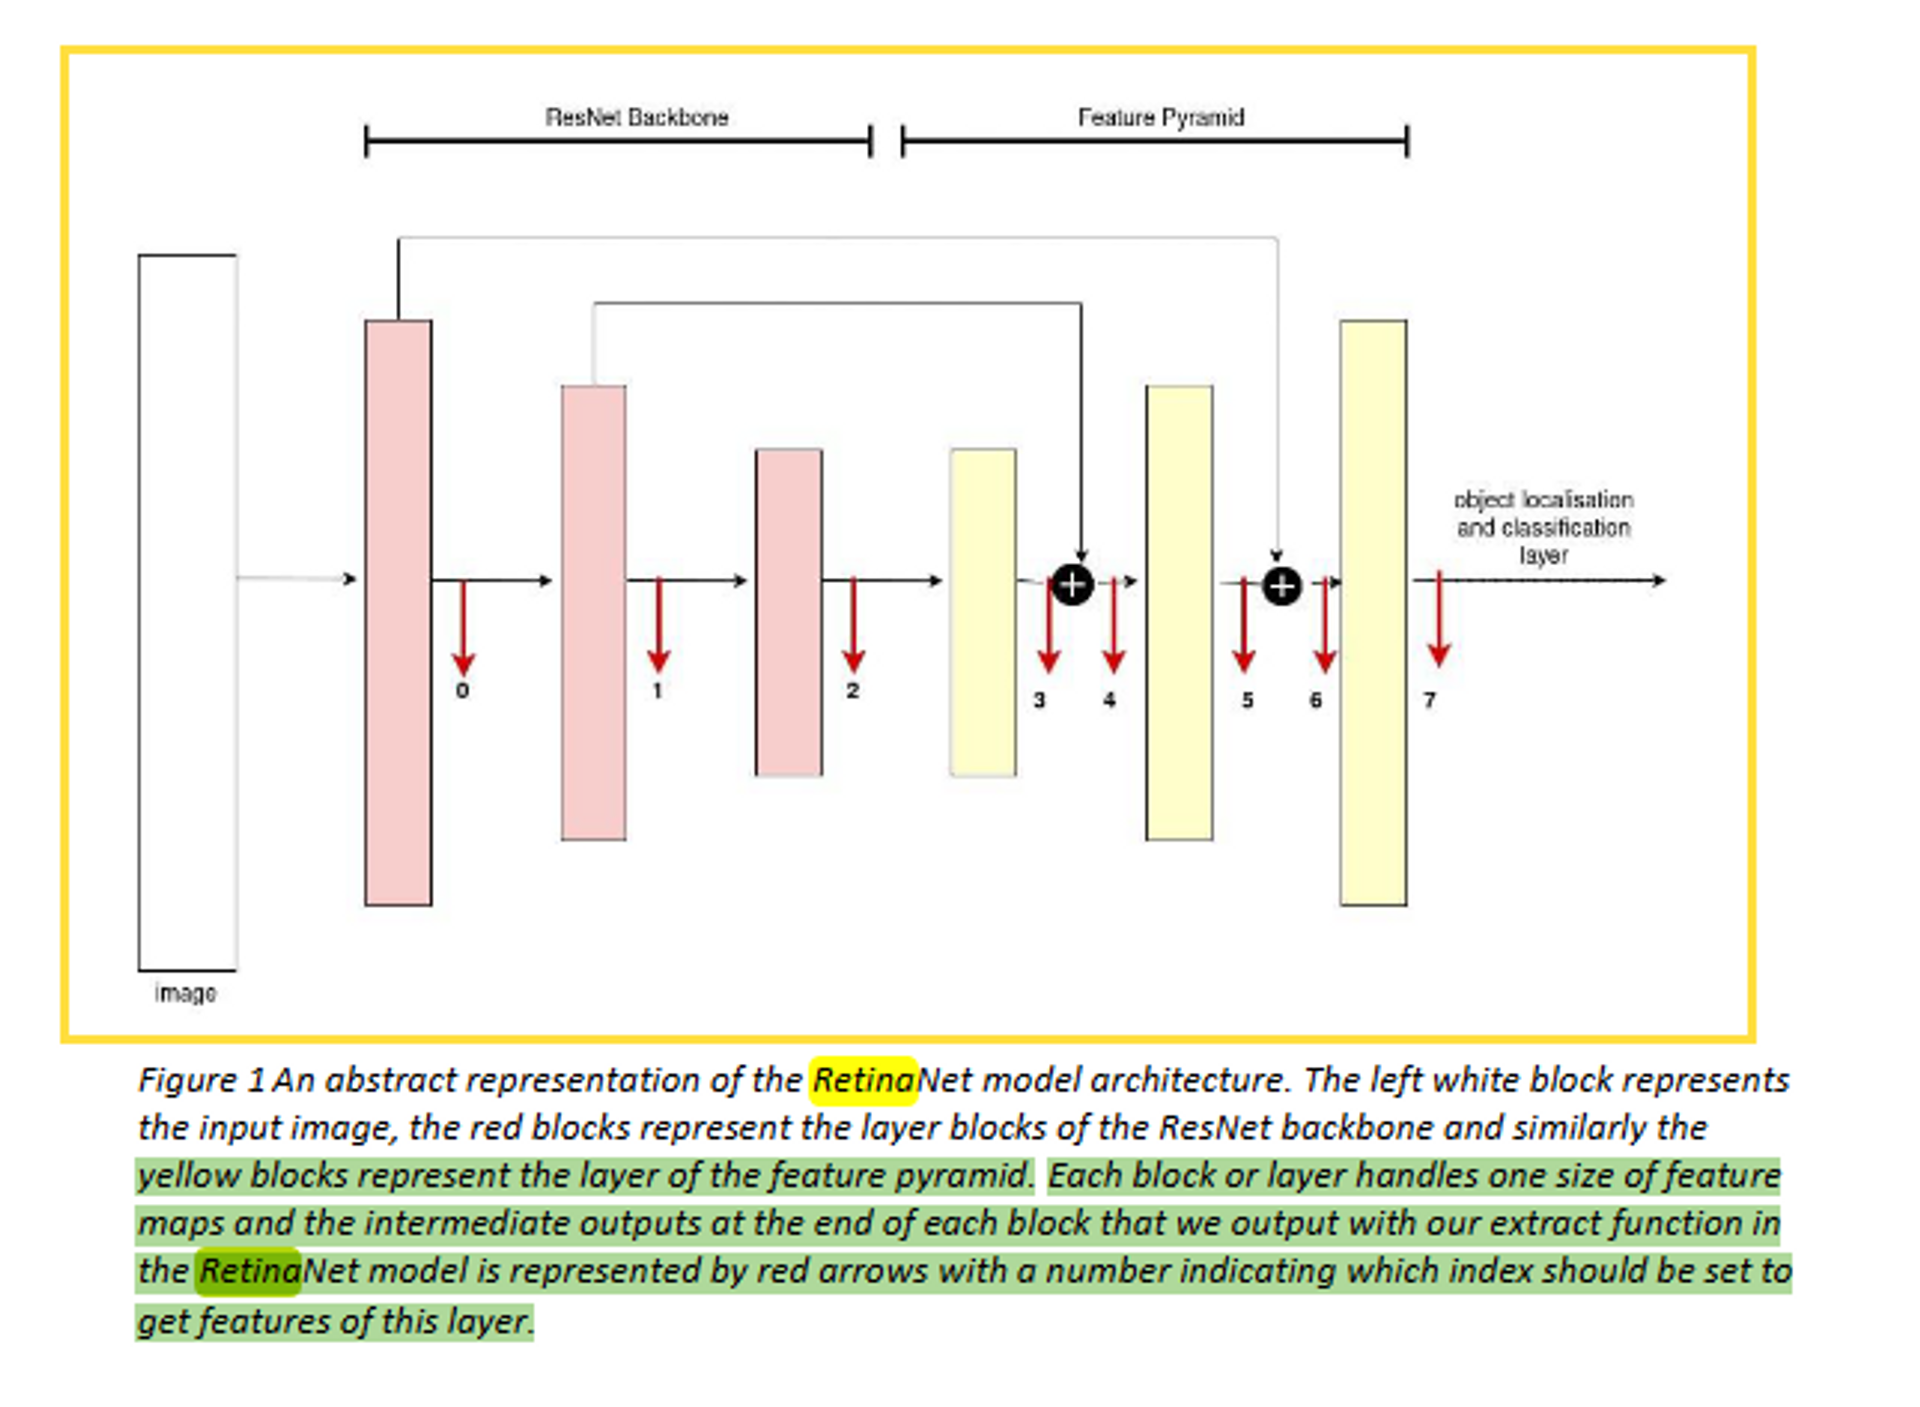 ResNet Backbone
Feature Pyramid
object localisation
and classification
layer
0
1
2
3
4
5
6
7
image
Figure 1 An abstract representation of the RetinaNet model architecture. The left white block represents
the input image, the red blocks represent the layer blocks of the ResNet backbone and similarly the
yellow blocks represent the layer of the feature pyramid. Each block or layer handles one size of feature
maps and the intermediate outputs at the end of each block that we output with our extract function in
the RetinaNet model is represented by red arrows with a number indicating which index should be set to
get features of this layer.